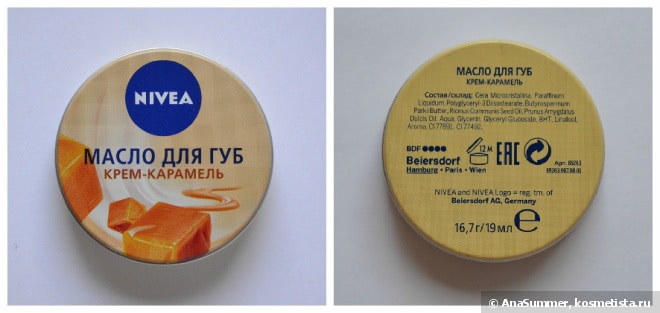 NIVEA
МАСЛО ДЛЯ ГУБ
КРЕМ-КАРАМЕЛЬ
МАСЛО ДЛЯ ГУБ
КРЕМ-КАРАМЕЛЬ
Состав/склад: Cera Microcristallina, Paraffinum
Liquidum, Polyglyceryl-3 Diisostearate, Butyrospermum
Parkii Butter, Ricinus Communis Seed Oil, Prunus Amygdalus
Dulcis Oil, Aqua, Glycerin, Glyceryl Glucoside, BHT, Linalool,
Aroma, CI 77891, CI 77492.
BDF 12 M EAC
Beiersdorf Арт. 85263
Hamburg • Paris • Wien
NIVEA and NIVEA Logo = reg. tm. of
Beiersdorf AG, Germany
16,7 г/19 мл e
© AnaSummer, kosmetista.ru